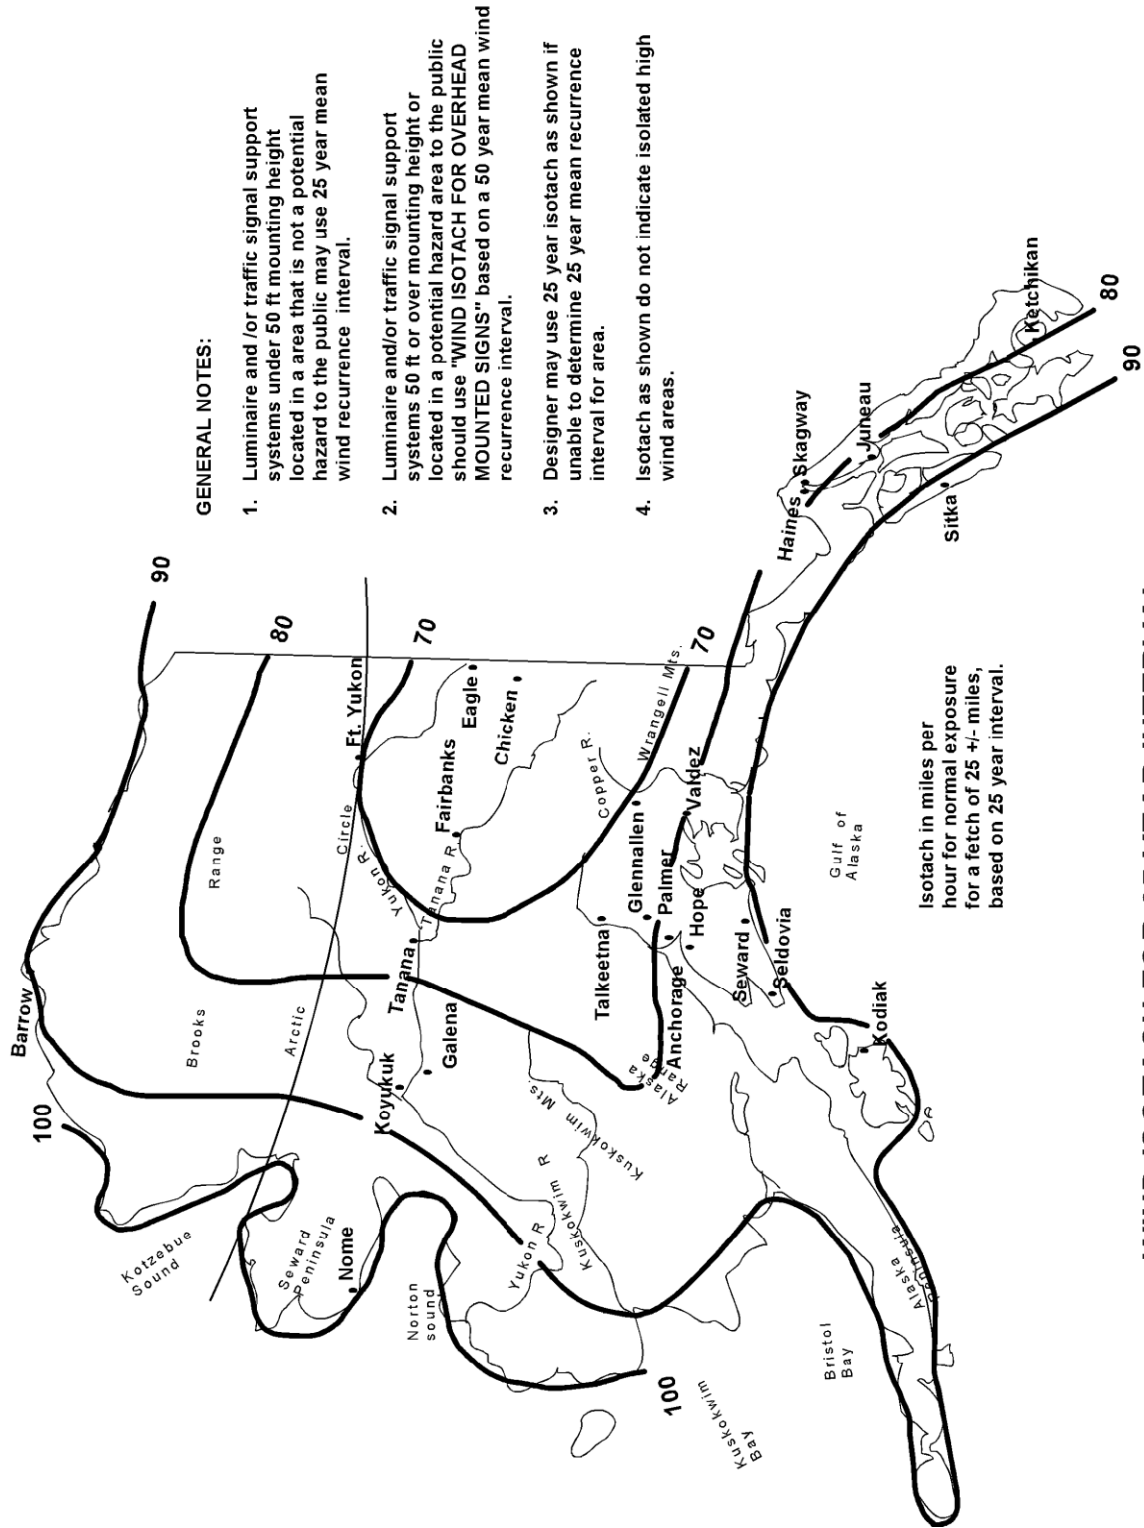 GENERAL NOTES:
1. Luminaire and /or traffic signal support
systems under 50 ft mounting height
located in a area that is not a potential
hazard to the public may use 25 year mean
wind recurrence interval.
2. Luminaire and/or traffic signal support
systems 50 ft or over mounting height or
located in a potential hazard area to the public
should use "WIND ISOTACH FOR OVERHEAD
MOUNTED SIGNS" based on a 50 year mean wind
recurrence interval.
3. Designer may use 25 year isotach as shown if
unable to determine 25 year mean recurrence
interval for area.
4. Isotach as shown do not indicate isolated high
wind areas.
100
Barrow
90
Kotzebue
Sound
Brooks
Range
80
Arctic
Circle
Seward
Peninsula
Nome
Koyukuk
Tanana
Yukon R.
Ft. Yukon
70
Norton
sound
Galena
Tanana R.
Fairbanks
Eagle
Chicken
Yukon R
Kuskokwim R
Kuskokwim Mts.
Talkeetna
Copper R.
100
Kuskokwim
Bay
Alaska
Range
Glennallen
Wrangell Mts.
70
Anchorage
Palmer
Hope
Valdez
Seward
Seldovia
Haines
Skagway
Juneau
Bristol
Bay
Kodiak
Gulf of
Alaska
Alaska
Peninsula
Sitka
Ketchikan
80
90
Isotach in miles per
hour for normal exposure
for a fetch of 25 +/- miles,
based on 25 year interval.